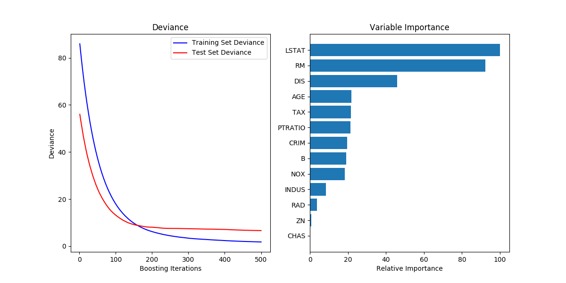 Deviance
Training Set Deviance
Test Set Deviance
80
60
40
20
0
Deviance
0 100 200 300 400 500
Boosting Iterations
Variable Importance
LSTAT
RM
DIS
AGE
TAX
PTRATIO
CRIM
B
NOX
INDUS
RAD
ZN
CHAS
0 20 40 60 80 100
Relative Importance